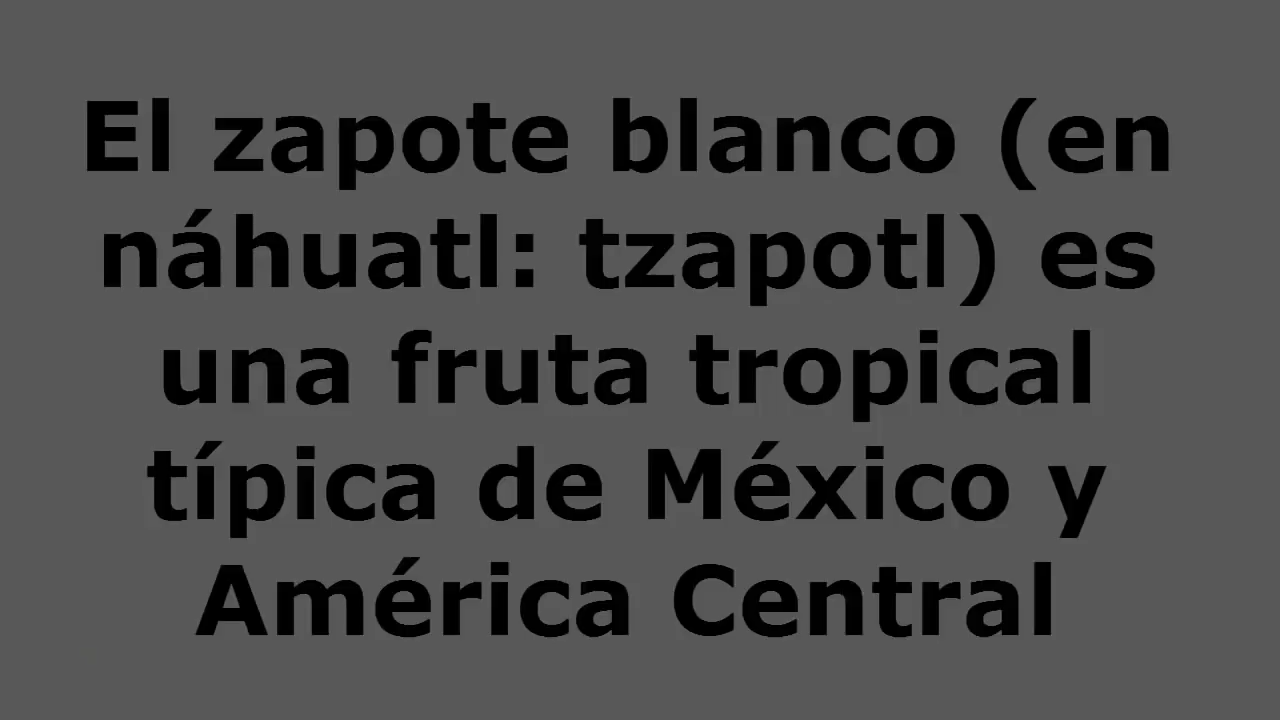 El zapote blanco (en
náhuatl: tzapotl) es
una fruta tropical
típica de México y
América Central